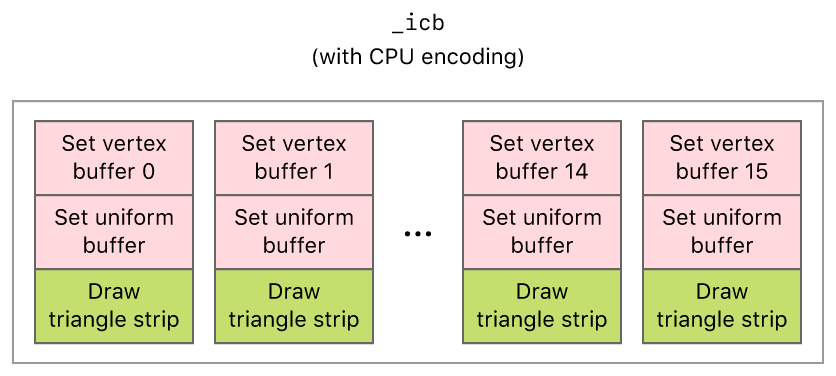 _icb
(with CPU encoding)
Set vertex
buffer 0
Set uniform
buffer
Draw
triangle strip
Set vertex
buffer 1
Set uniform
buffer
Draw
triangle strip
...
Set vertex
buffer 14
Set uniform
buffer
Draw
triangle strip
Set vertex
buffer 15
Set uniform
buffer
Draw
triangle strip